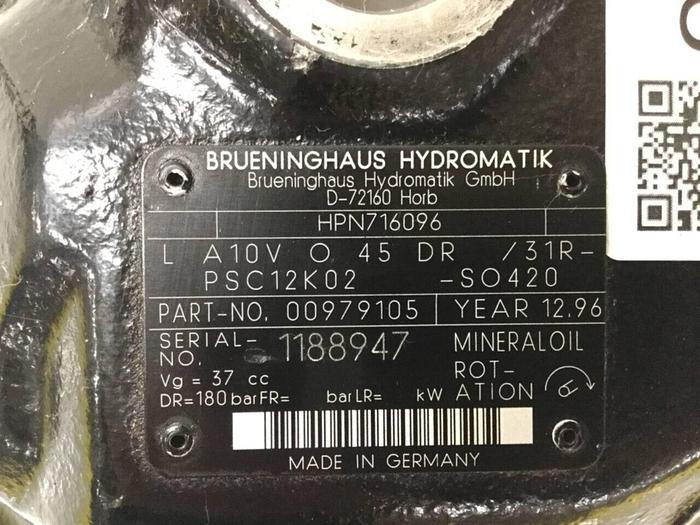 BRUENINGHAUS HYDROMATIK
Brueninghaus Hydromatik GmbH
D-72160 Horb
HPN716096
L A10V O 45 DR /31R-
PSC12K02 -SO420
PART-NO. 00979105 YEAR 12.96
SERIAL-NO. 1188947 MINERALOIL
Vg = 37 cc ROT-
DR=180 bar FR= bar LR= kW ATION
MADE IN GERMANY